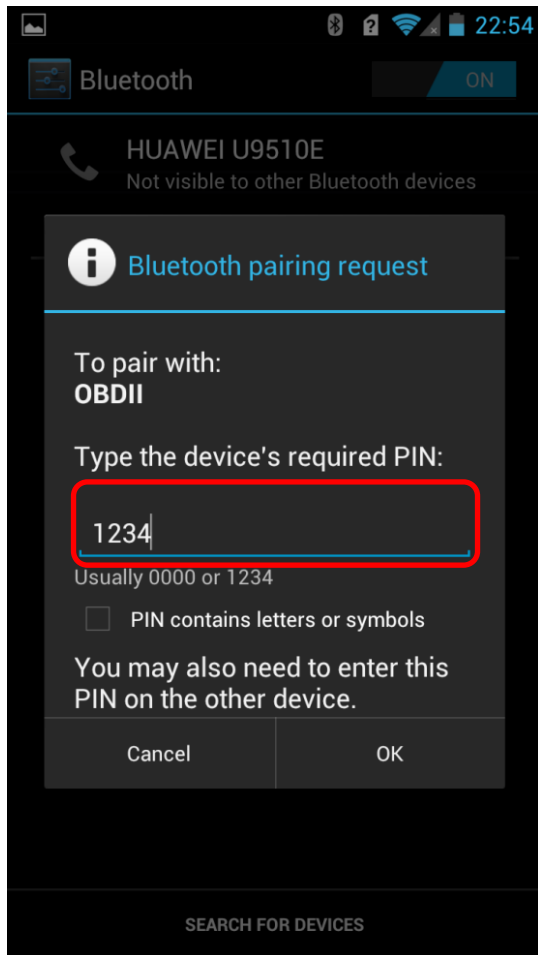 22:54
Bluetooth
ON
HUAWEI U9510E
Not visible to other Bluetooth devices
Bluetooth pairing request
To pair with:
OBDII
Type the device's required PIN:
1234
Usually 0000 or 1234
PIN contains letters or symbols
You may also need to enter this
PIN on the other device.
Cancel
OK
SEARCH FOR DEVICES